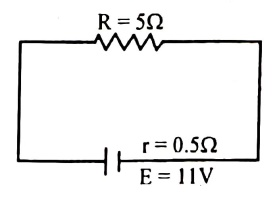 R = 5Ω
r = 0.5Ω
E = 11V